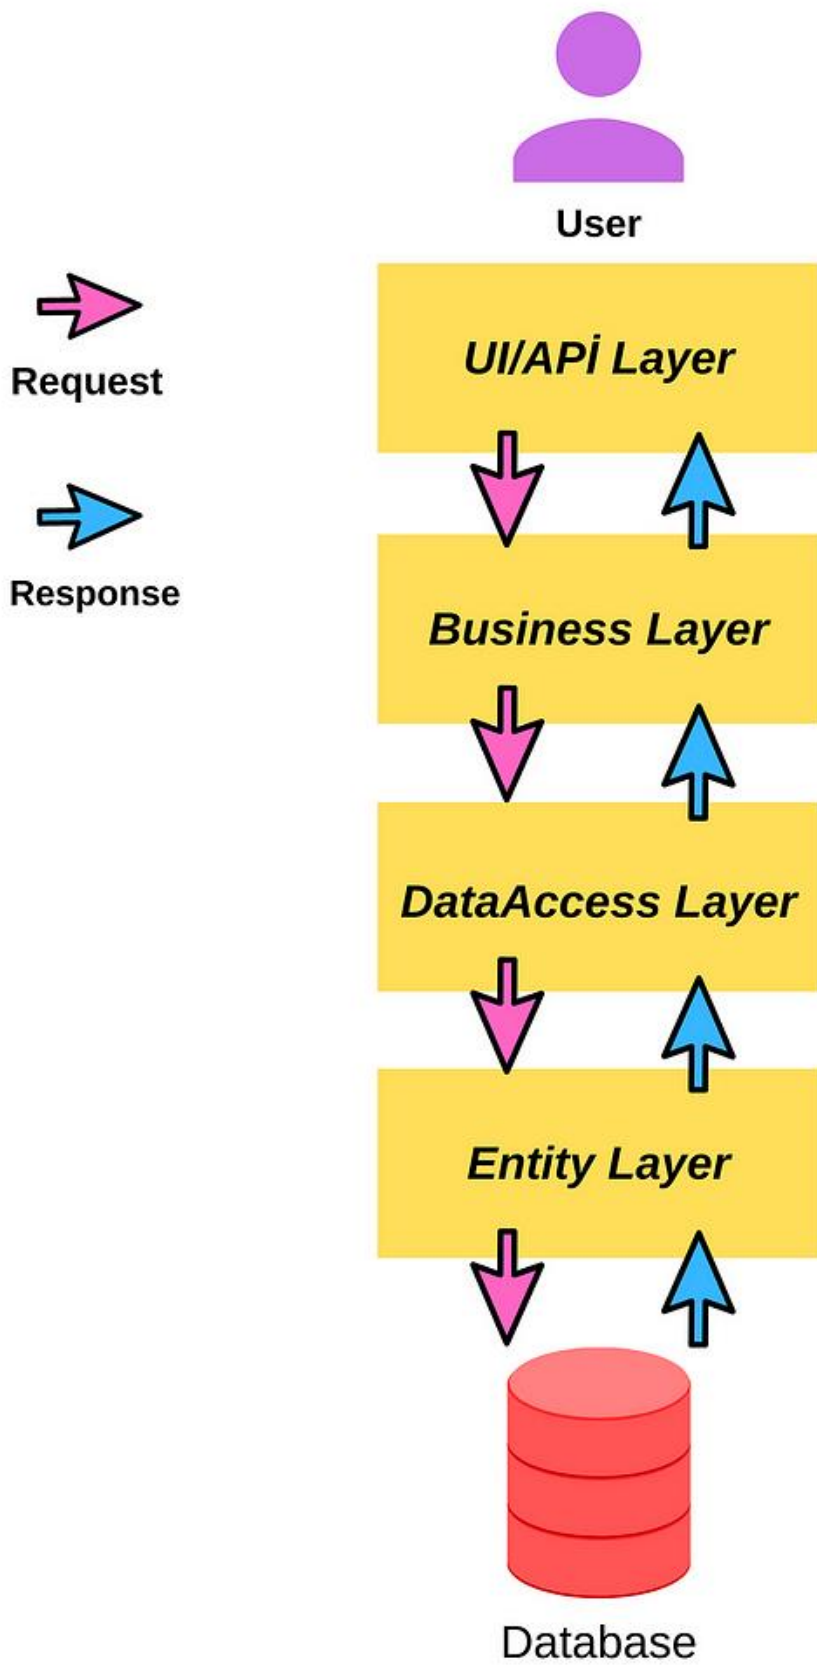 User
UI/APİ Layer
Request
Response
Business Layer
DataAccess Layer
Entity Layer
Database